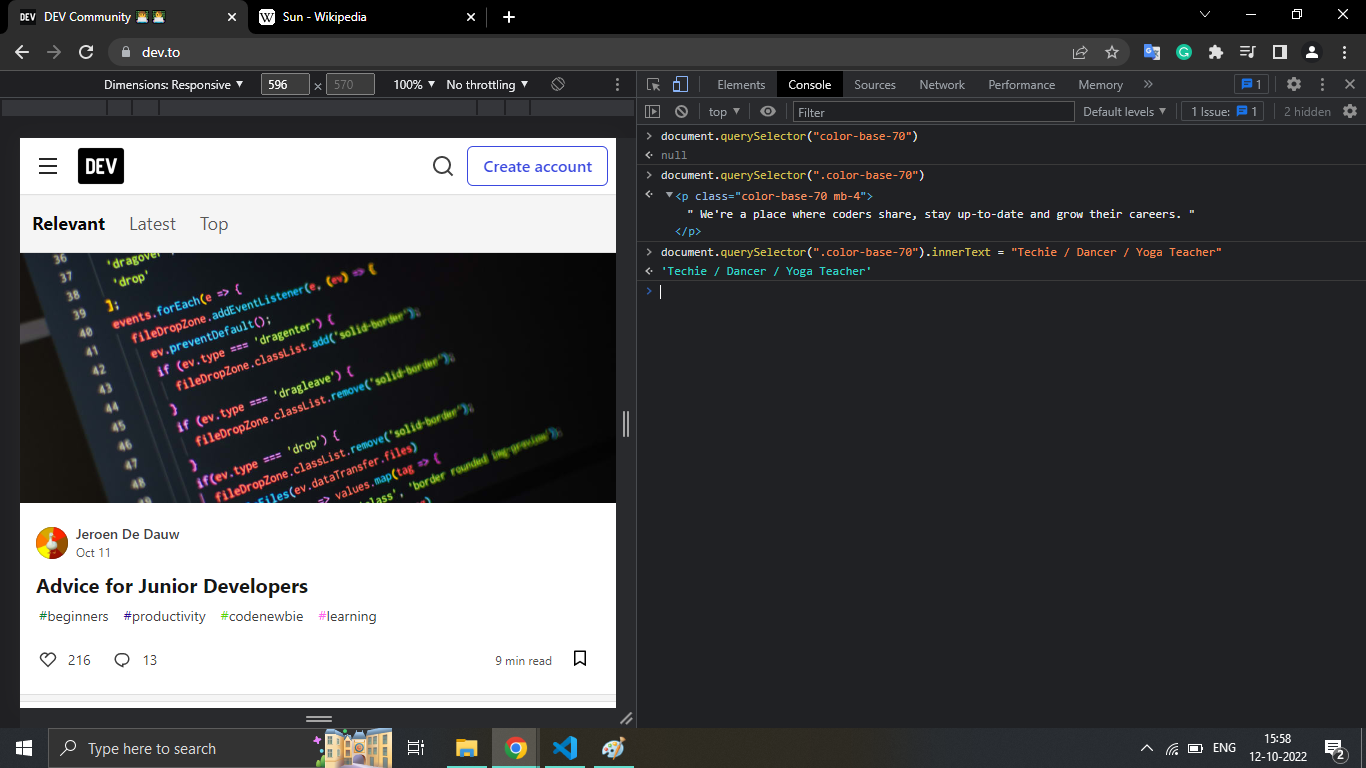 DEV Community
Sun - Wikipedia
dev.to
Dimensions: Responsive 596 × 570 100% No throttling
Elements Console Sources Network Performance Memory 1
top Filter Default levels 1 Issue: 1 2 hidden
document.querySelector("color-base-70")
null
document.querySelector(".color-base-70")
<p class="color-base-70 mb-4">
" We're a place where coders share, stay up-to-date and grow their careers. "
</p>
document.querySelector(".color-base-70").innerText = "Techie / Dancer / Yoga Teacher"
'Techie / Dancer / Yoga Teacher'
DEV
Create account
Relevant Latest Top
36 'dragover',
37 'drop'
38 ];
39 events.forEach(e => {
40 fileDropZone.addEventListener(e, (ev) => {
41 ev.preventDefault();
42 if (ev.type === 'dragenter') {
43 fileDropZone.classList.add('solid-border');
44 }
45 if (ev.type === 'dragleave') {
46 fileDropZone.classList.remove('solid-border');
47 }
48 if(ev.type === 'drop') {
49 fileDropZone.classList.remove('solid-border');
Files(ev.dataTransfer.files)
=> values.map(tag => {
'border rounded img-preview');
Jeroen De Dauw
Oct 11
Advice for Junior Developers
#beginners #productivity #codenewbie #learning
216 13 9 min read
Type here to search
ENG
15:58
12-10-2022
2